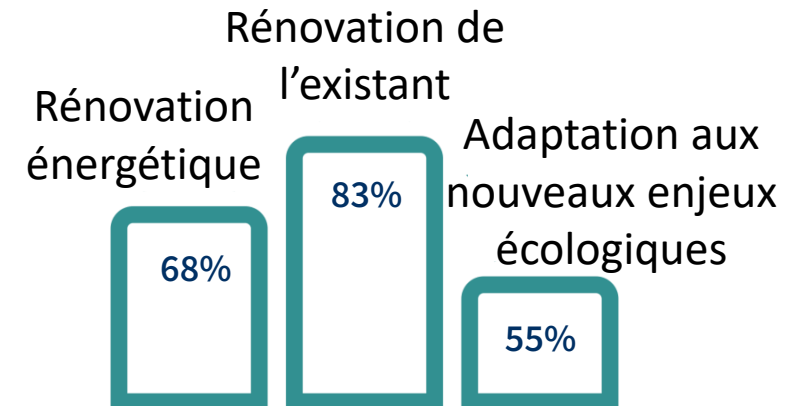 Rénovation
énergétique
68%
Rénovation de
l’existant
83%
Adaptation aux
nouveaux enjeux
écologiques
55%